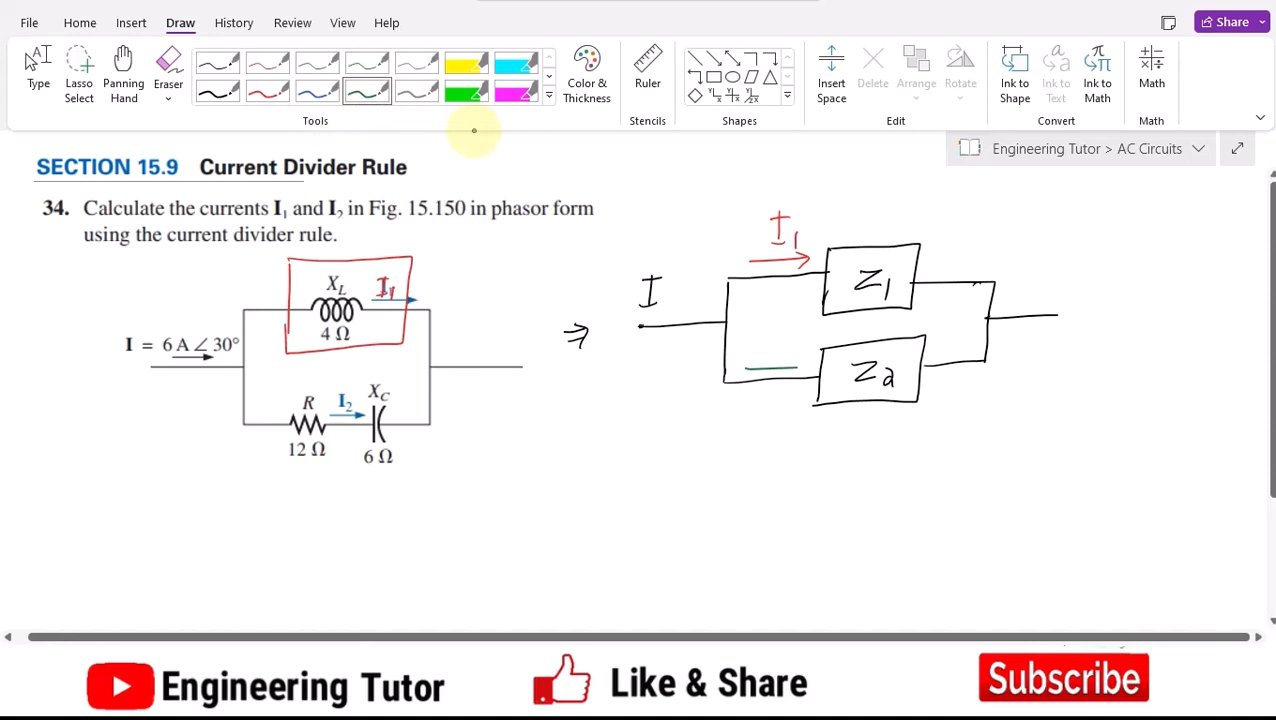 File Home Insert Draw History Review View Help
Share
Type Lasso Select Panning Hand Eraser
Color & Thickness
Ruler
Insert Space Delete Arrange Rotate
Ink to Shape Ink to Text Ink to Math Math
Tools Stencils Shapes Edit Convert Math
Engineering Tutor > AC Circuits
SECTION 15.9 Current Divider Rule
34. Calculate the currents I₁ and I₂ in Fig. 15.150 in phasor form
using the current divider rule.
X_L I₁
4 Ω
I = 6 A ∠ 30°
R I₂ X_C
12 Ω 6 Ω
I₁
I Z₁
⇒
Z₂
Engineering Tutor Like & Share Subscribe